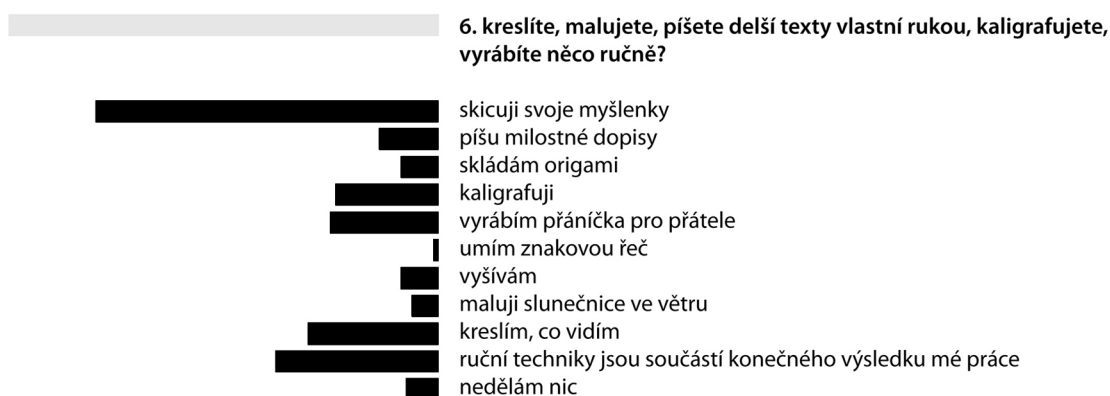 6. kreslíte, malujete, píšete delší texty vlastní rukou, kaligrafujete,
vyrábíte něco ručně?
skicuji svoje myšlenky
píšu milostné dopisy
skládám origami
kaligrafuji
vyrábím přáníčka pro přátele
umím znakovou řeč
vyšívám
maluji slunečnice ve větru
kreslím, co vidím
ruční techniky jsou součástí konečného výsledku mé práce
nedělám nic